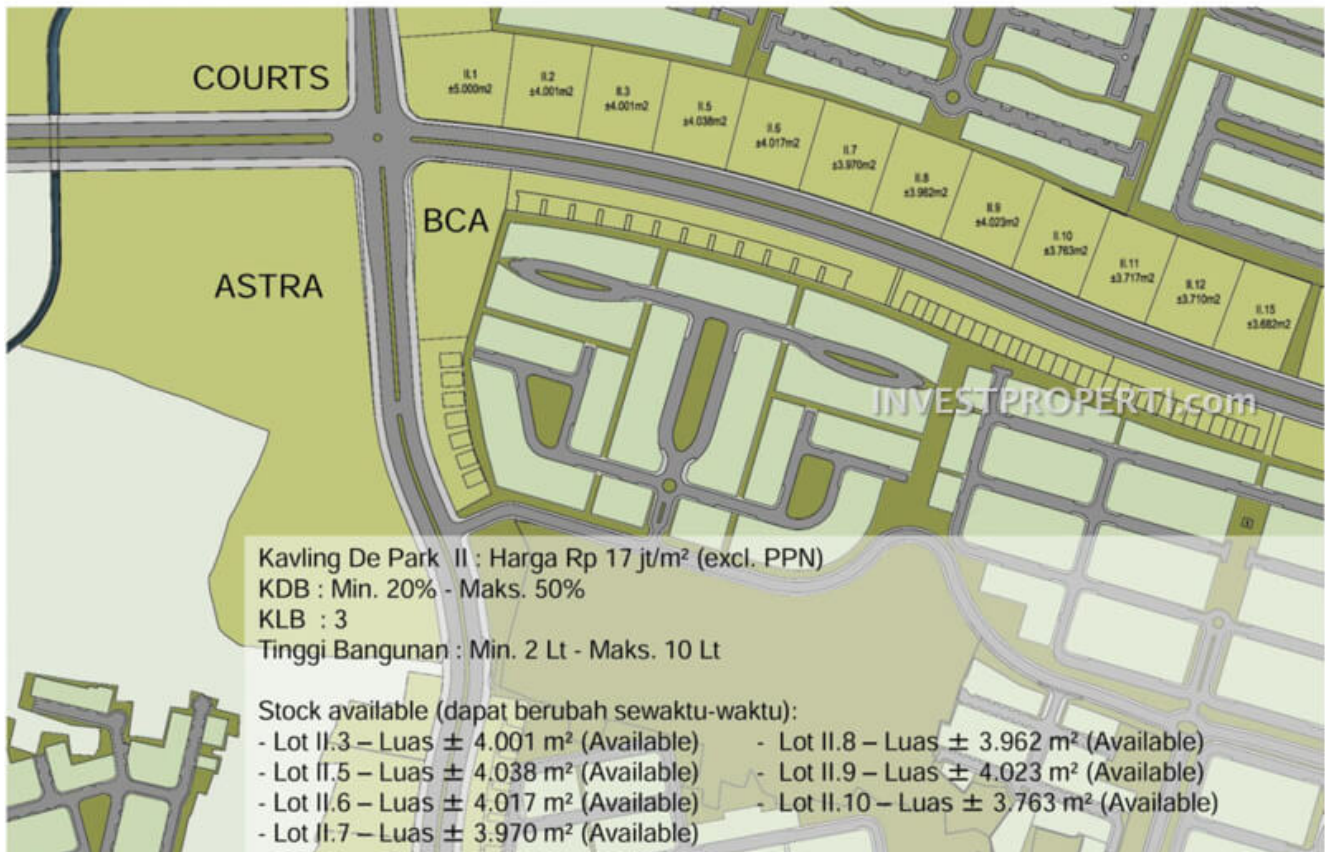 COURTS
II.1
±5.000m2
II.2
±4.001m2
II.3
±4.001m2
II.5
±4.038m2
II.6
±4.017m2
II.7
±3.970m2
II.8
±3.962m2
II.9
±4.023m2
II.10
±3.763m2
II.11
±3.717m2
II.12
±3.710m2
II.15
±3.682m2
BCA
ASTRA
INVESTPROPERTI.com
Kavling De Park II : Harga Rp 17 jt/m² (excl. PPN)
KDB : Min. 20% - Maks. 50%
KLB : 3
Tinggi Bangunan : Min. 2 Lt - Maks. 10 Lt
Stock available (dapat berubah sewaktu-waktu):
- Lot II.3 – Luas ± 4.001 m² (Available)
- Lot II.5 – Luas ± 4.038 m² (Available)
- Lot II.6 – Luas ± 4.017 m² (Available)
- Lot II.7 – Luas ± 3.970 m² (Available)
- Lot II.8 – Luas ± 3.962 m² (Available)
- Lot II.9 – Luas ± 4.023 m² (Available)
- Lot II.10 – Luas ± 3.763 m² (Available)